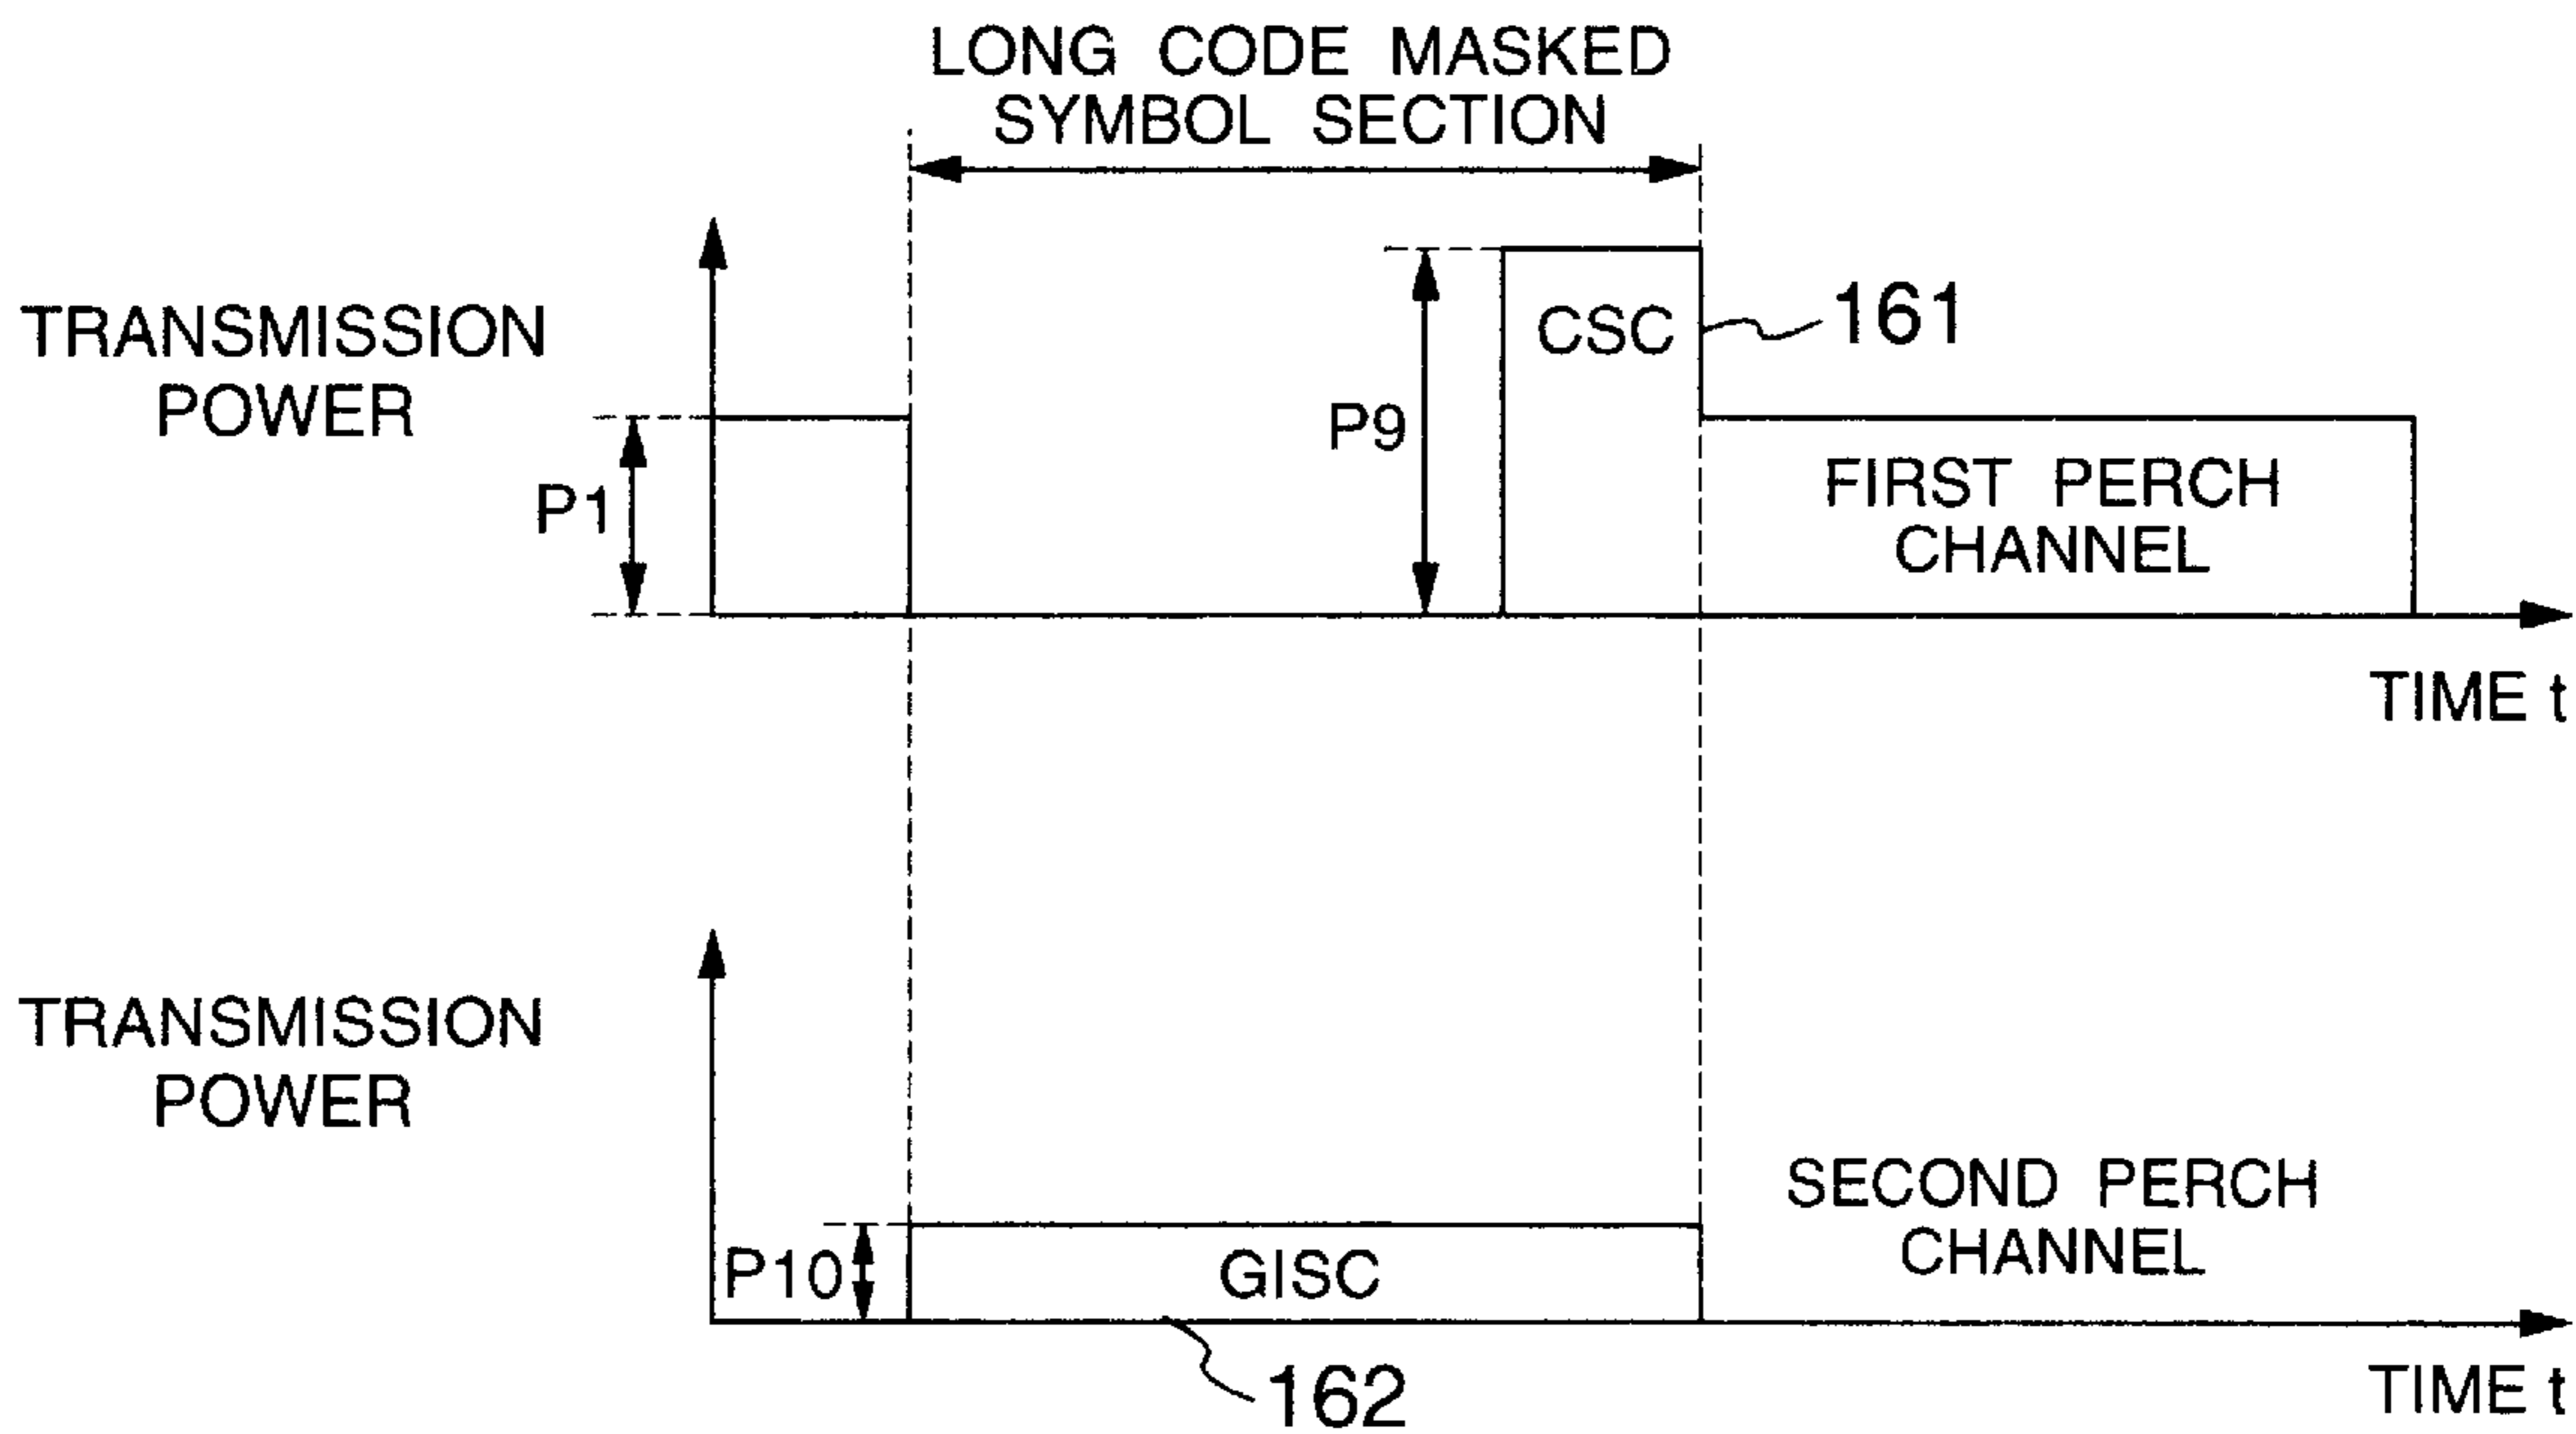 LONG CODE MASKED
SYMBOL SECTION
TRANSMISSION
POWER
P1
P9
CSC
161
FIRST PERCH
CHANNEL
TIME t
TRANSMISSION
POWER
P10
GISC
SECOND PERCH
CHANNEL
162
TIME t